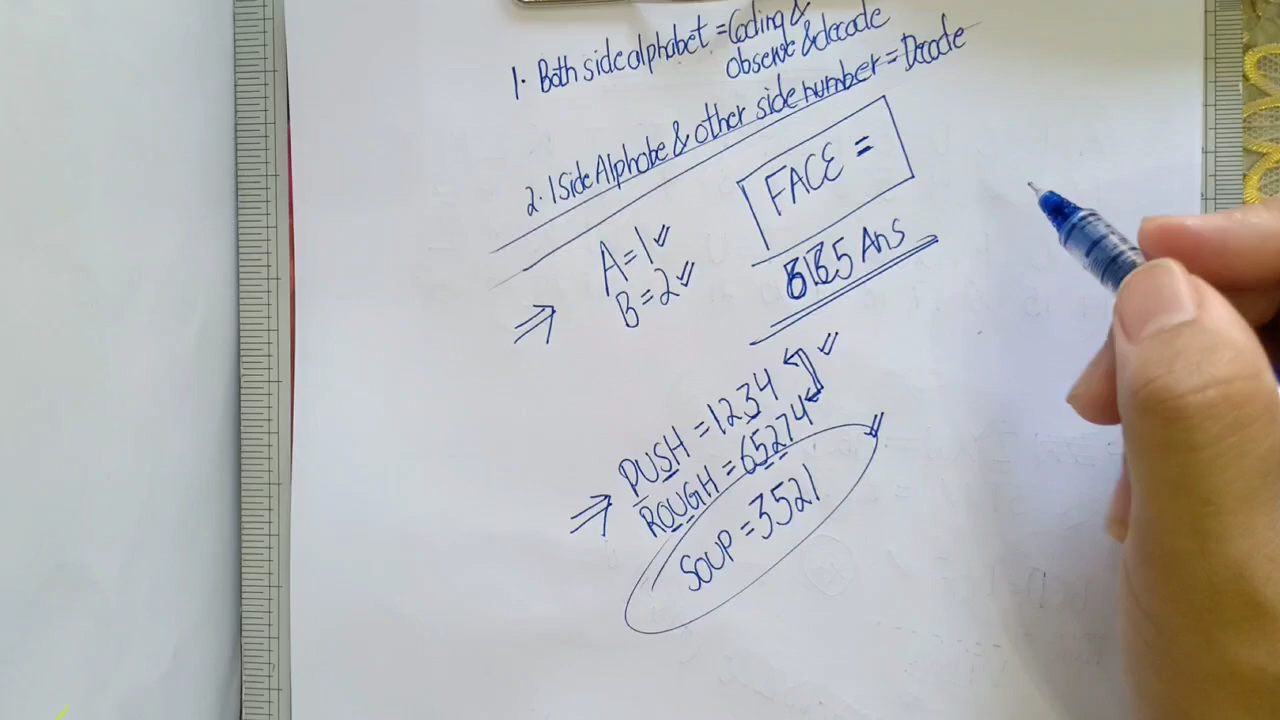 1. Both side alphabet = Coding &
observe & decode
2. 1 Side Alphabe & other side number = Decode
FACE =
6135 Ans
A=1
B=2
PUSH = 1234
ROUGH = 65274
SOUP = 3521